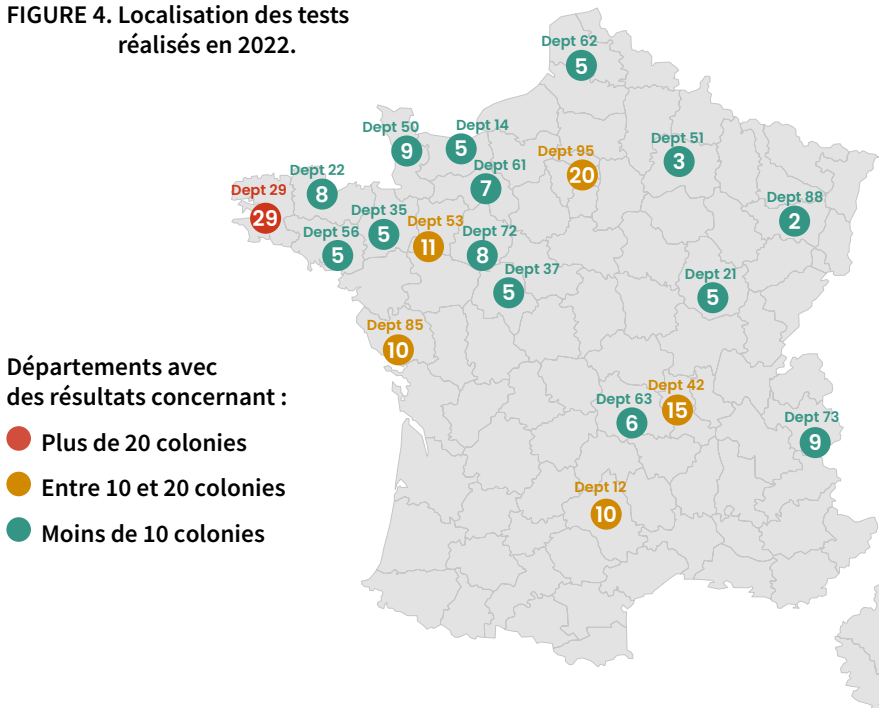 FIGURE 4. Localisation des tests
réalisés en 2022.
Dept 62
5
Dept 50
9
Dept 14
5
Dept 95
20
Dept 51
3
Dept 61
7
Dept 22
8
Dept 88
2
Dept 29
29
Dept 35
5
Dept 53
11
Dept 56
5
Dept 72
8
Dept 37
5
Dept 21
5
Dept 85
10
Départements avec
des résultats concernant :
Plus de 20 colonies
Entre 10 et 20 colonies
Moins de 10 colonies
Dept 42
15
Dept 63
6
Dept 73
9
Dept 12
10